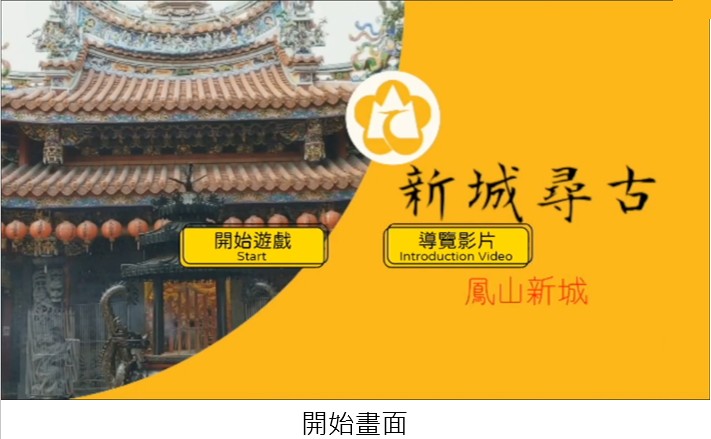 新城尋古
開始遊戲
Start
導覽影片
Introduction Video
鳳山新城
開始畫面